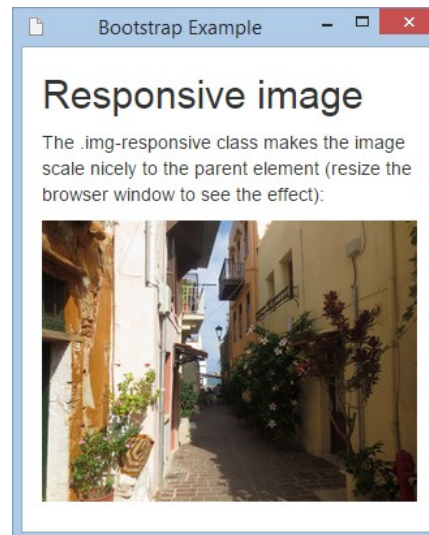 Bootstrap Example
Responsive image
The .img-responsive class makes the image
scale nicely to the parent element (resize the
browser window to see the effect):